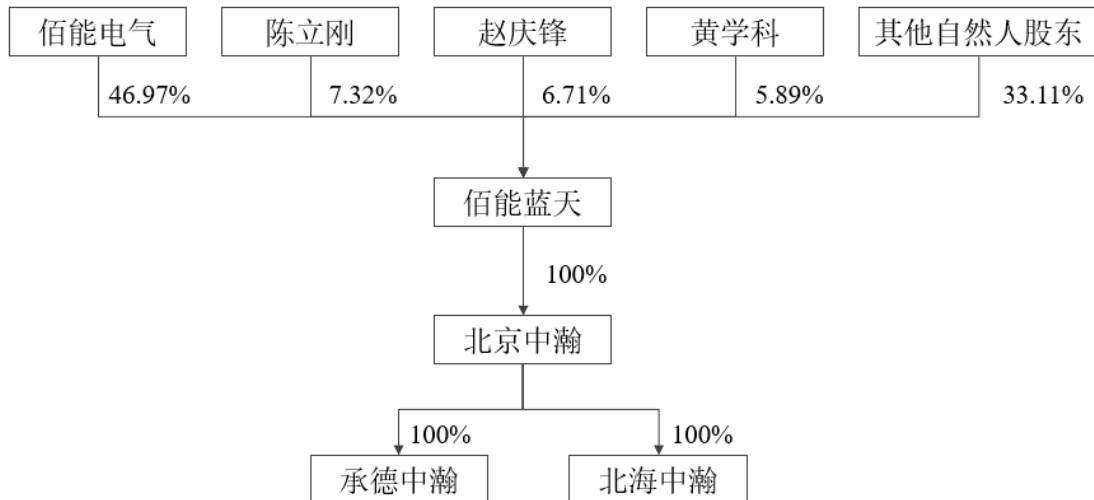 佰能电气 陈立刚 赵庆锋 黄学科 其他自然人股东
46.97% 7.32% 6.71% 5.89% 33.11%
佰能蓝天
100%
北京中瀚
100% 100%
承德中瀚 北海中瀚